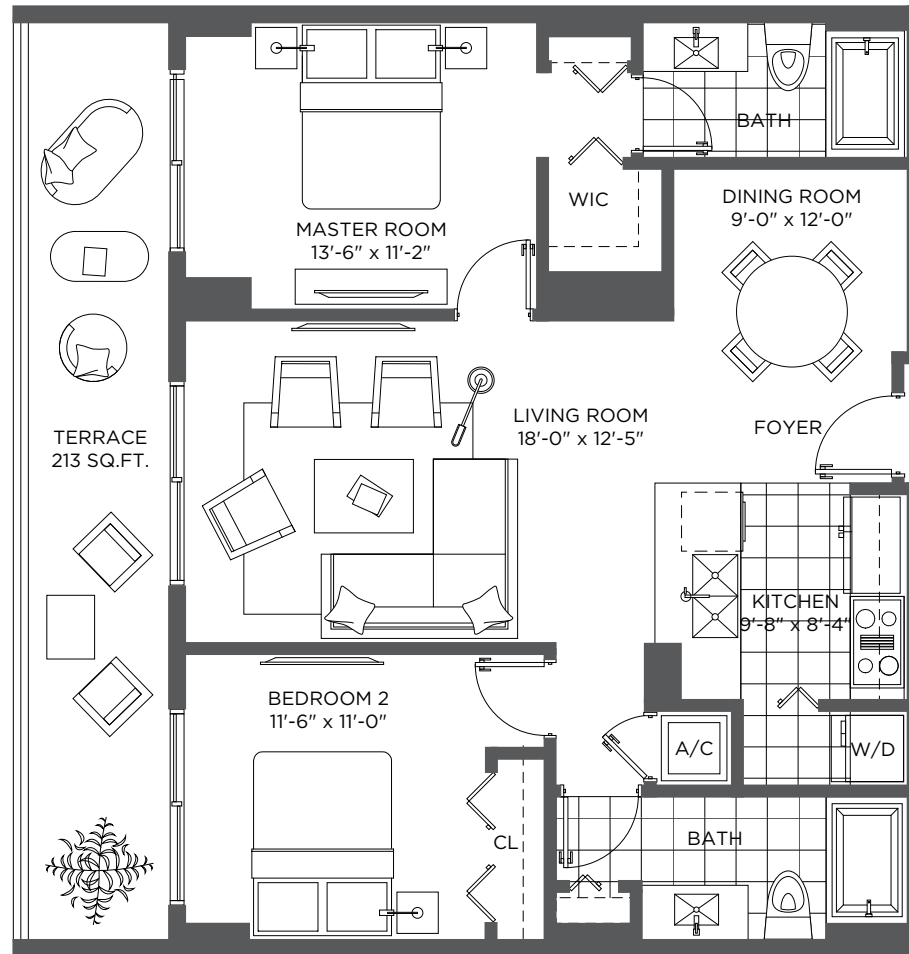 BATH
WIC
DINING ROOM
9'-0" x 12'-0"
MASTER ROOM
13'-6" x 11'-2"
LIVING ROOM
18'-0" x 12'-5"
FOYER
TERRACE
213 SQ.FT.
KITCHEN
9'-8" x 8'-4"
BEDROOM 2
11'-6" x 11'-0"
A/C
W/D
CL
BATH